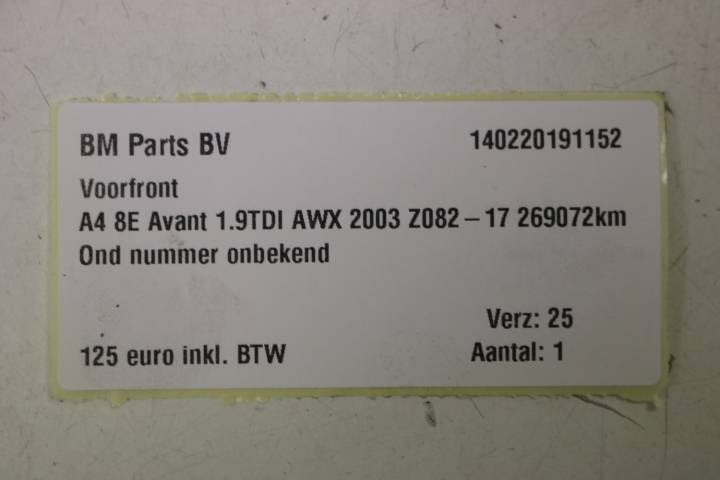 BM Parts BV 140220191152
Voorfront
A4 8E Avant 1.9TDI AWX 2003 Z082 – 17 269072km
Ond nummer onbekend
Verz: 25
125 euro inkl. BTW Aantal: 1